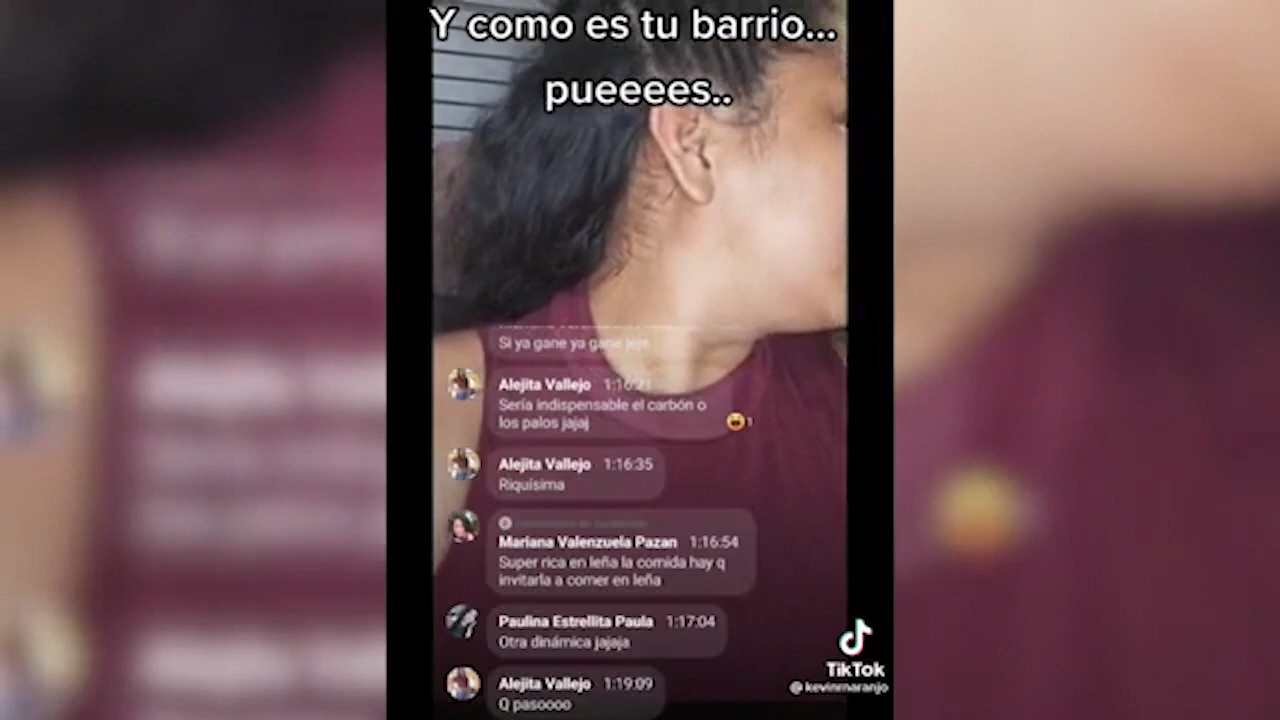 Y como es tu barrio...
pueeees..
Si ya gane ya gane jeje
Alejita Vallejo 1:16:21
Sería indispensable el carbón o
los palos jajaj
1
Alejita Vallejo 1:16:35
Riquísima
Mariana Valenzuela Pazan 1:16:54
Super rica en leña la comida hay q
invitarla a comer en leña
Paulina Estrellita Paula 1:17:04
Otra dinámica jajaja
Alejita Vallejo 1:19:09
Q pasoooo
TikTok
@kevinrnaranjo